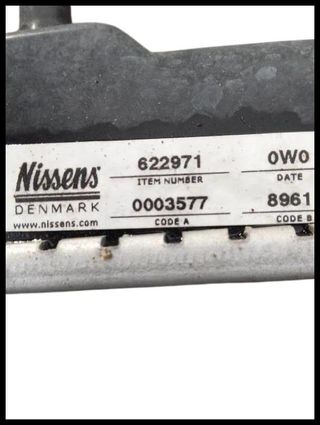 Nissens®
DENMARK
www.nissens.com
622971
ITEM NUMBER
0003577
CODE A
0W0
DATE
8961
CODE B